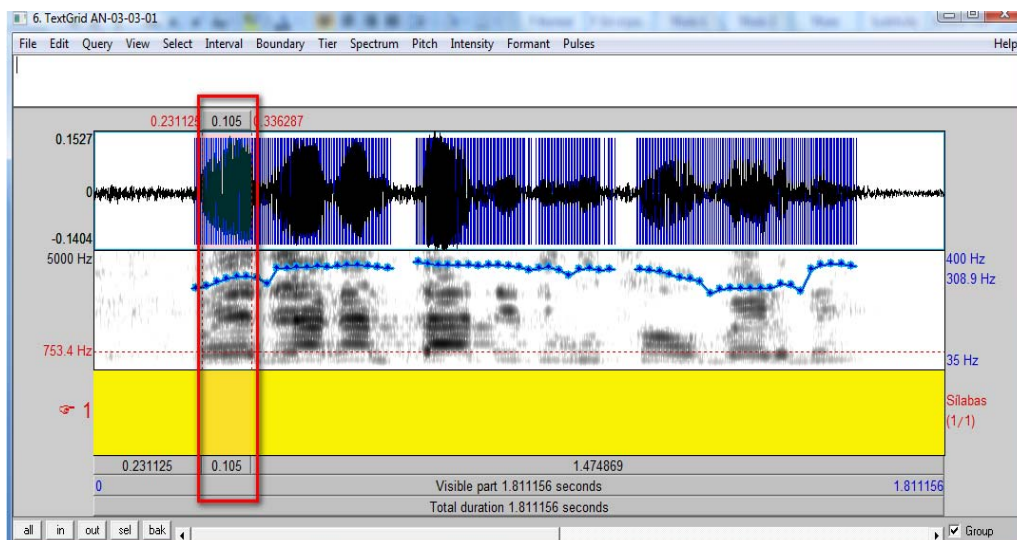 6. TextGrid AN-03-03-01
File Edit Query View Select Interval Boundary Tier Spectrum Pitch Intensity Formant Pulses Help
0.231125 0.105 0.336287
0.1527
0
-0.1404
5000 Hz 400 Hz
308.9 Hz
753.4 Hz
35 Hz
☞ 1 Sílabas
(1/1)
0.231125 0.105 1.474869
0 Visible part 1.811156 seconds 1.811156
Total duration 1.811156 seconds
all in out sel bak Group